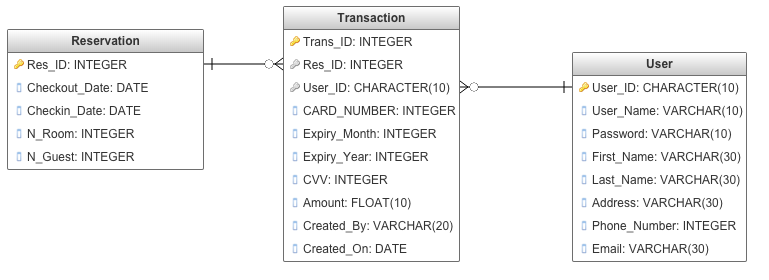 Reservation
Res_ID: INTEGER
Checkout_Date: DATE
Checkin_Date: DATE
N_Room: INTEGER
N_Guest: INTEGER
Transaction
Trans_ID: INTEGER
Res_ID: INTEGER
User_ID: CHARACTER(10)
CARD_NUMBER: INTEGER
Expiry_Month: INTEGER
Expiry_Year: INTEGER
CVV: INTEGER
Amount: FLOAT(10)
Created_By: VARCHAR(20)
Created_On: DATE
User
User_ID: CHARACTER(10)
User_Name: VARCHAR(10)
Password: VARCHAR(10)
First_Name: VARCHAR(30)
Last_Name: VARCHAR(30)
Address: VARCHAR(30)
Phone_Number: INTEGER
Email: VARCHAR(30)